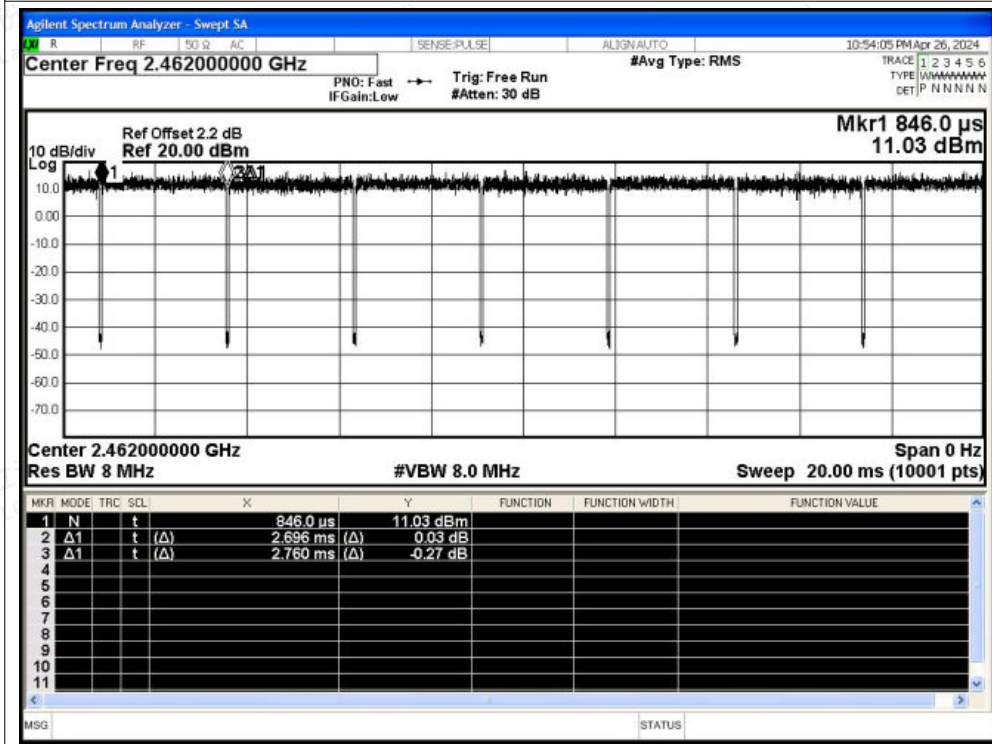 Agilent Spectrum Analyzer - Swept SA
LXI R RF 50 Ω AC SENSE:PULSE ALIGN AUTO 10:54:05 PM Apr 26, 2024
Center Freq 2.462000000 GHz #Avg Type: RMS TRACE 1 2 3 4 5 6
PNO: Fast Trig: Free Run TYPE WWWWWW
IFGain:Low #Atten: 30 dB DET P N N N N N
Mkr1 846.0 µs
Ref Offset 2.2 dB
10 dB/div Ref 20.00 dBm 11.03 dBm
Log
1 2Δ1
10.0
0.00
-10.0
-20.0
-30.0
-40.0
-50.0
-60.0
-70.0
Center 2.462000000 GHz Span 0 Hz
Res BW 8 MHz #VBW 8.0 MHz Sweep 20.00 ms (10001 pts)
MKR MODE TRC SCL X Y FUNCTION FUNCTION WIDTH FUNCTION VALUE
1 N t 846.0 µs 11.03 dBm
2 Δ1 t (Δ) 2.696 ms (Δ) 0.03 dB
3 Δ1 t (Δ) 2.760 ms (Δ) -0.27 dB
4
5
6
7
8
9
10
11
MSG STATUS